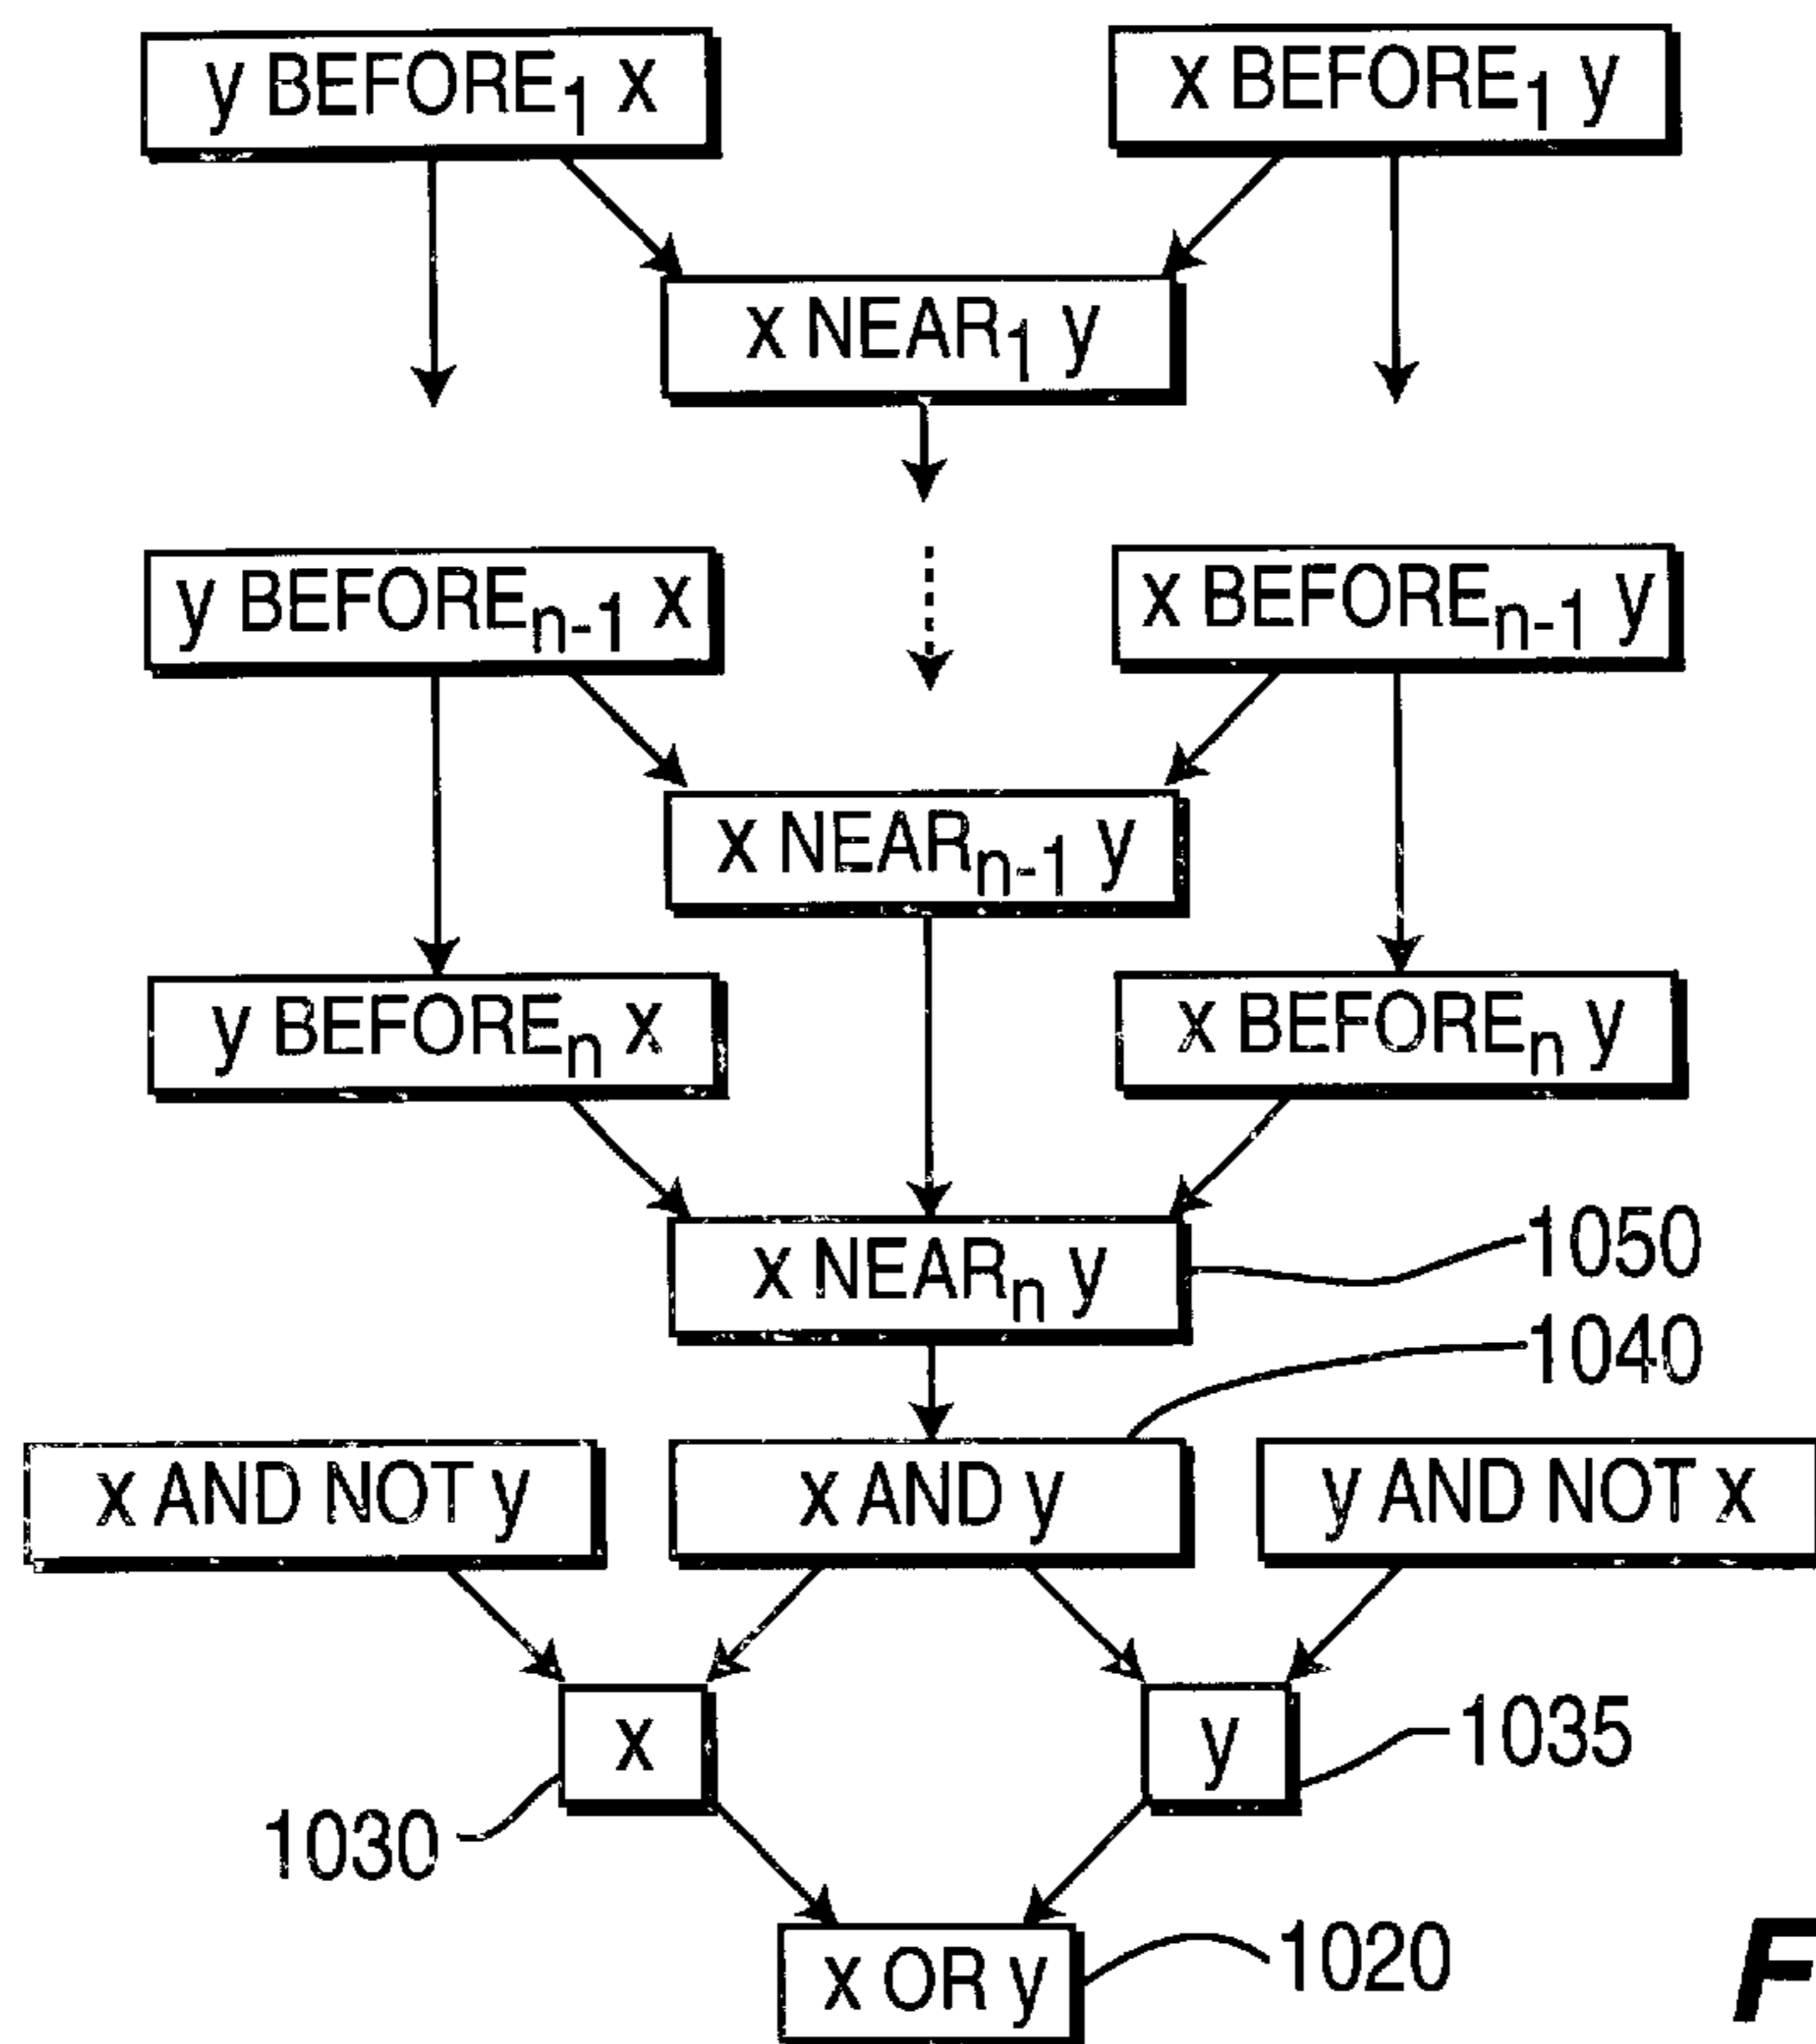 y BEFORE₁ x
x BEFORE₁ y
x NEAR₁ y
y BEFOREₙ₋₁ x
x BEFOREₙ₋₁ y
x NEARₙ₋₁ y
y BEFOREₙ x
x BEFOREₙ y
x NEARₙ y
1050
1040
x AND NOT y
x AND y
y AND NOT x
x
y
1035
1030
x OR y
1020
F